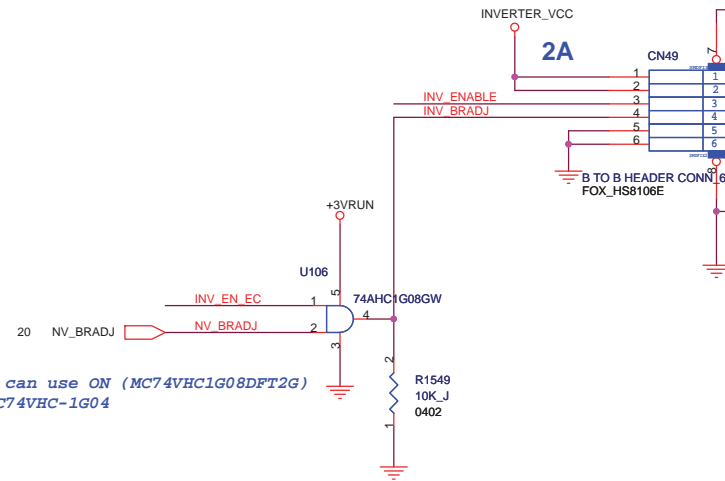 INVERTER_VCC
2A
CN49
7
1 1
2 2
INV_ENABLE 3 3
INV_BRADJ 4 4
5 5
6 6
8
B TO B HEADER CONN_6
FOX_HS8106E
+3VRUN
U106
5
74AHC1G08GW
INV_EN_EC 1
4
20 NV_BRADJ NV_BRADJ 2
3
can use ON (MC74VHC1G08DFT2G)
C74VHC-1G04
2
R1549
10K_J
0402
1